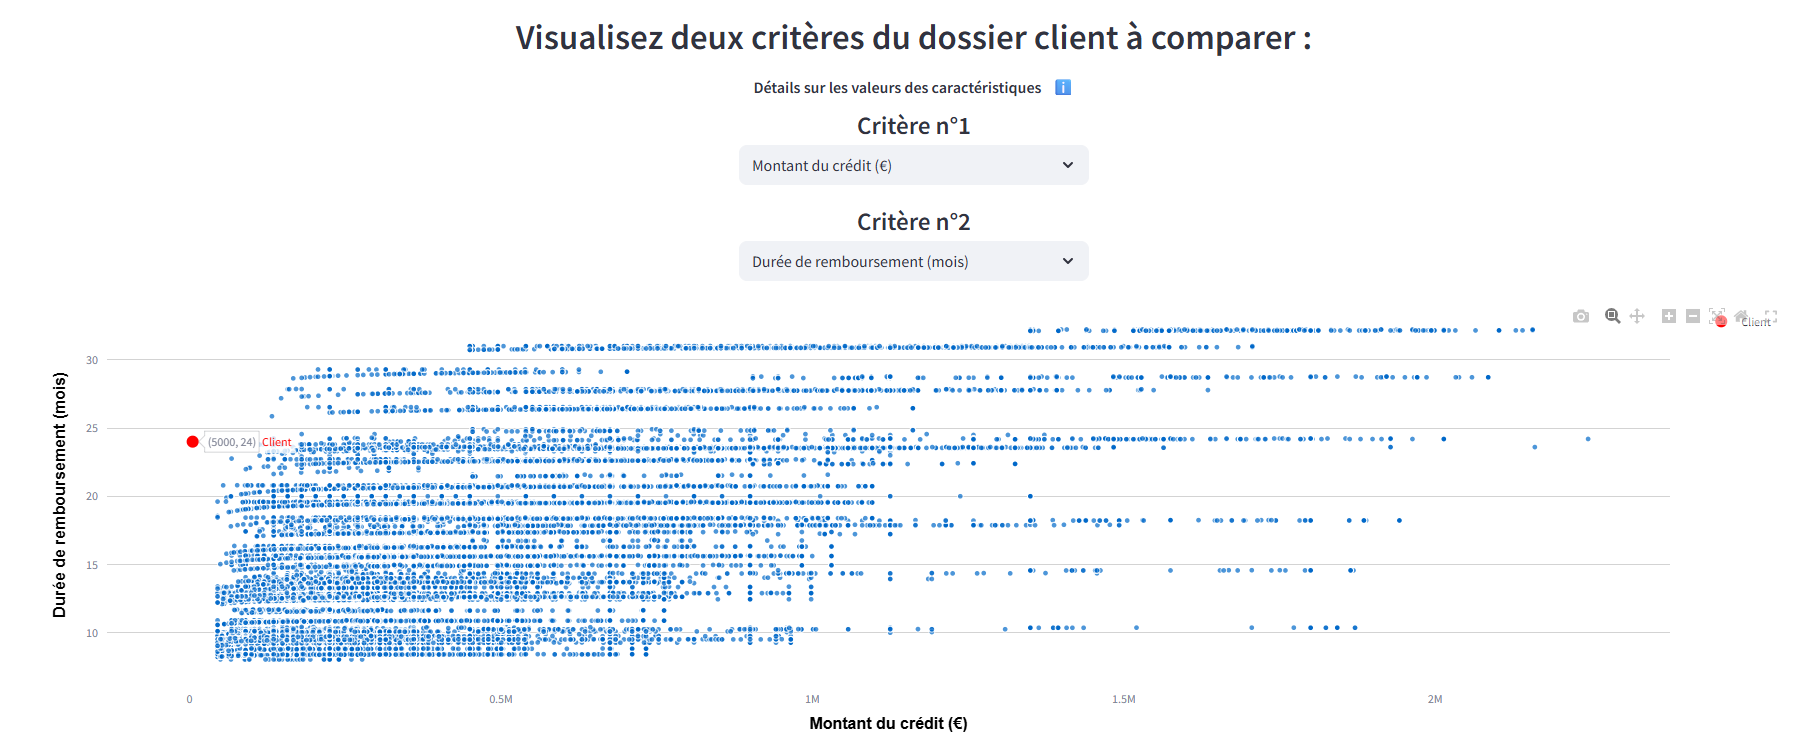 Visualisez deux critères du dossier client à comparer :
Détails sur les valeurs des caractéristiques
Critère n°1
Montant du crédit (€)
Critère n°2
Durée de remboursement (mois)
Client
30
25
20
15
10
Durée de remboursement (mois)
(5000, 24) Client
0
0.5M
1M
1.5M
2M
Montant du crédit (€)